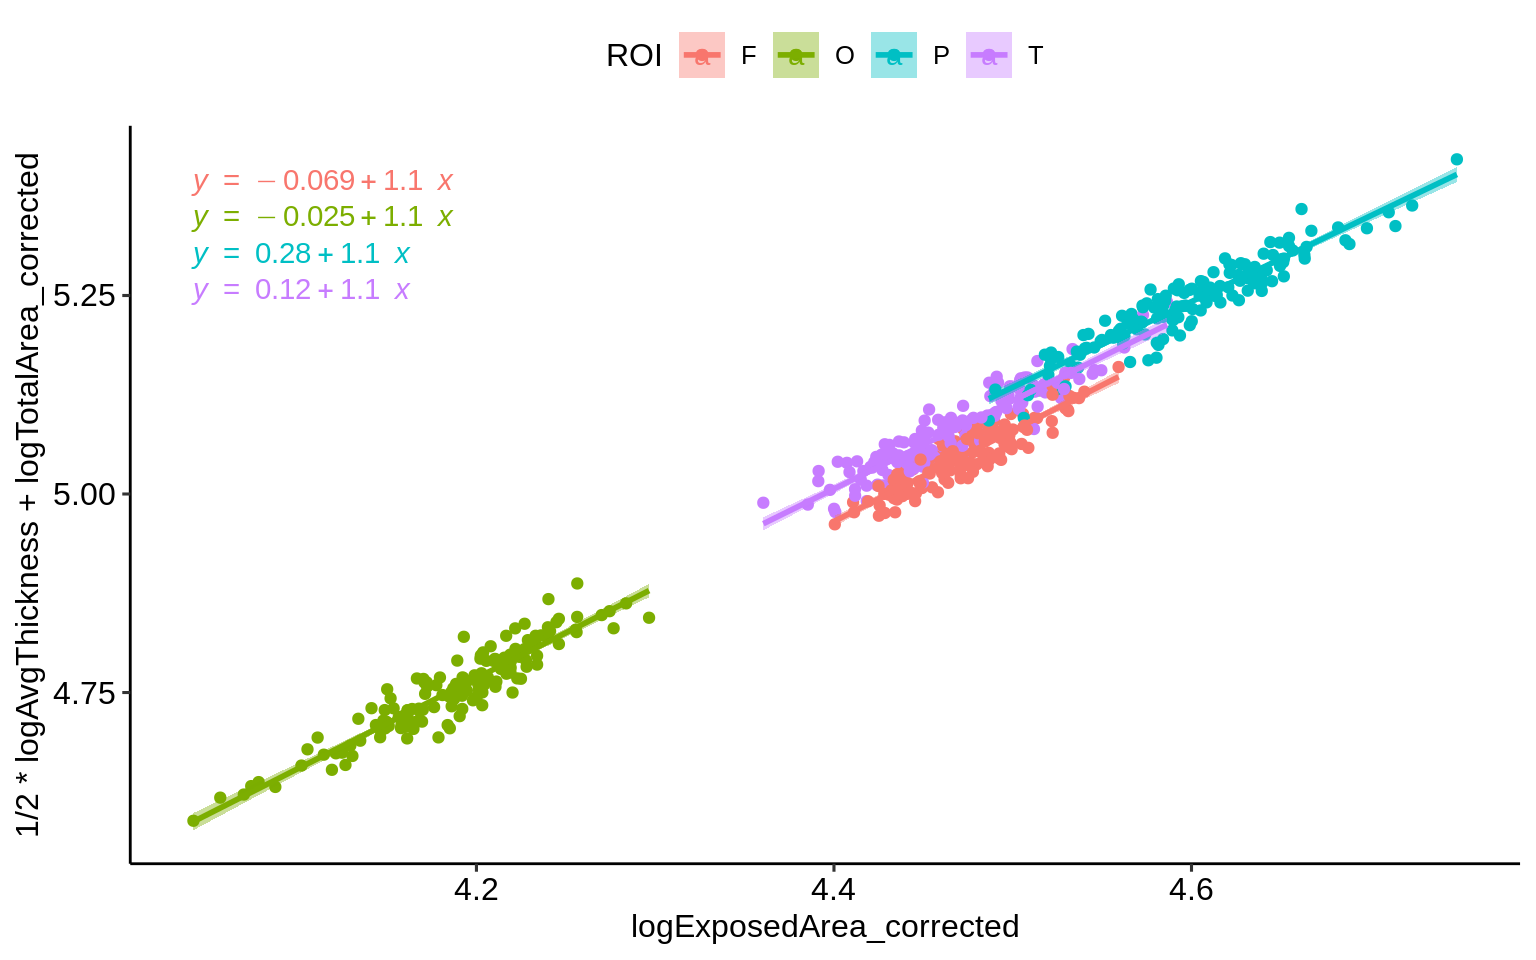 ROI a F a O a P a T
y = − 0.069 + 1.1 x
y = − 0.025 + 1.1 x
y = 0.28 + 1.1 x
y = 0.12 + 1.1 x
1/2 * logAvgThickness + logTotalArea_corrected
5.25
5.00
4.75
4.2 4.4 4.6
logExposedArea_corrected